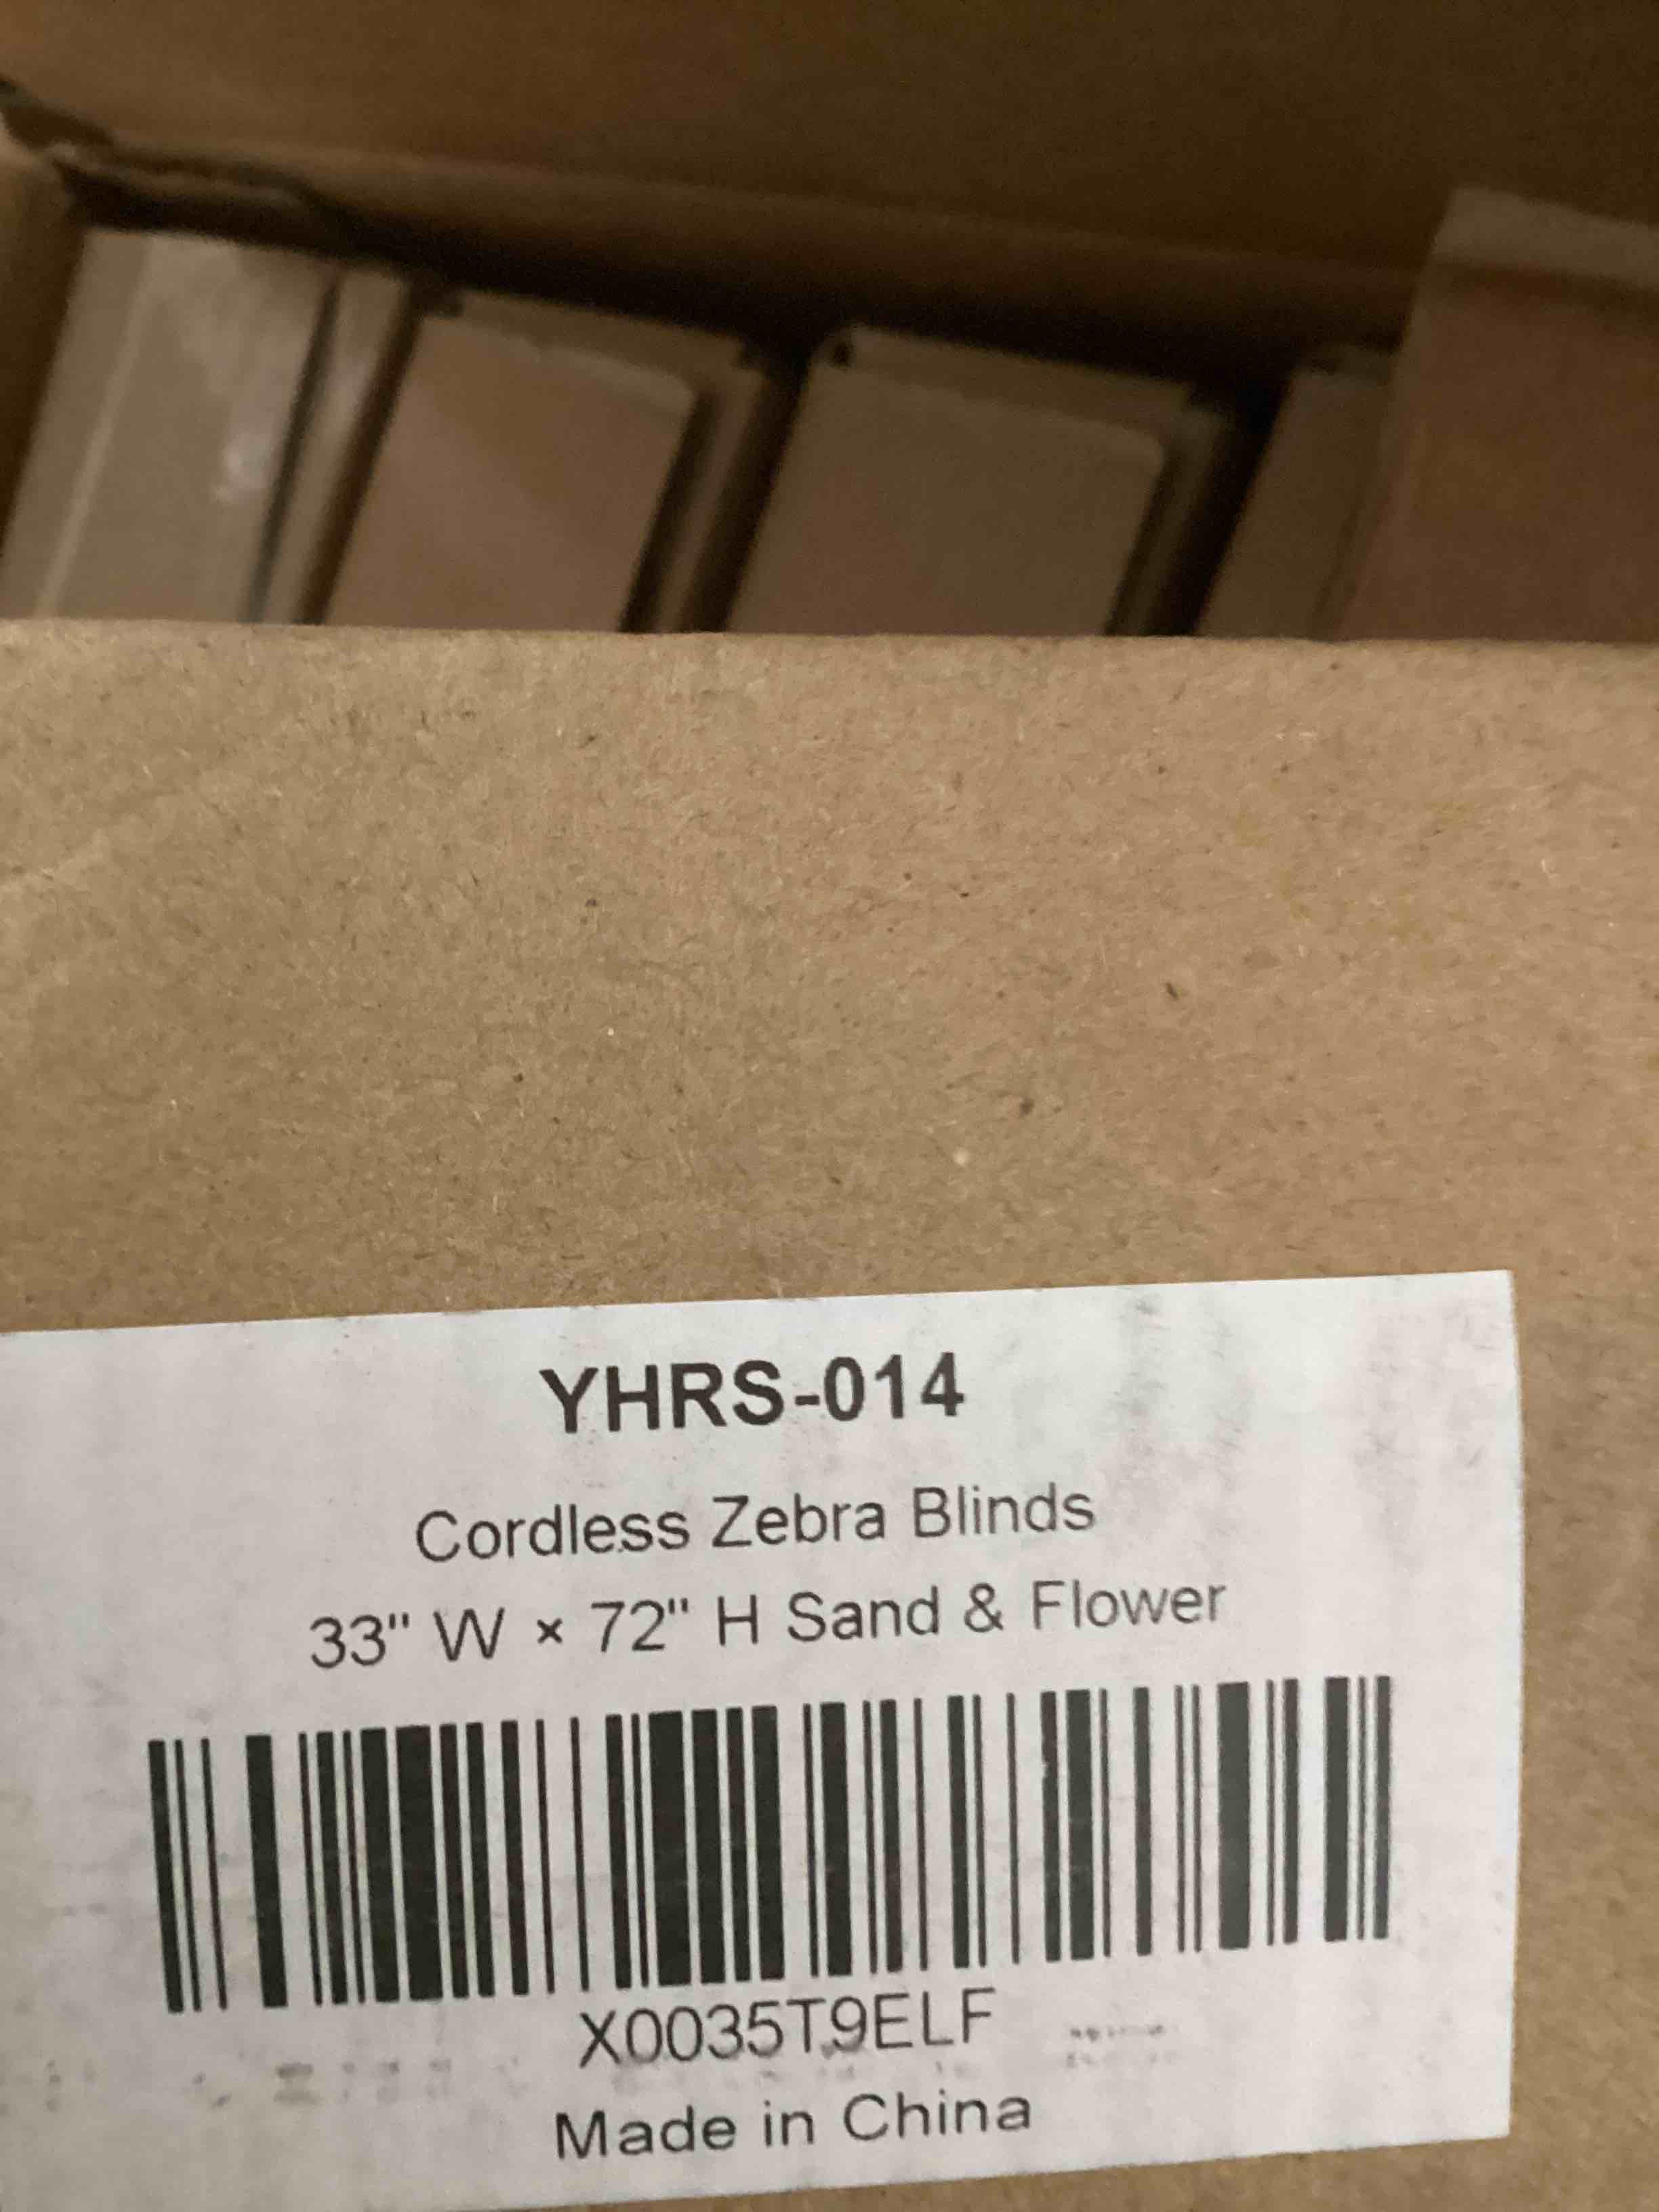 YHRS-014
Cordless Zebra Blinds
33" W × 72" H Sand & Flower
X0035T9ELF
Made in China